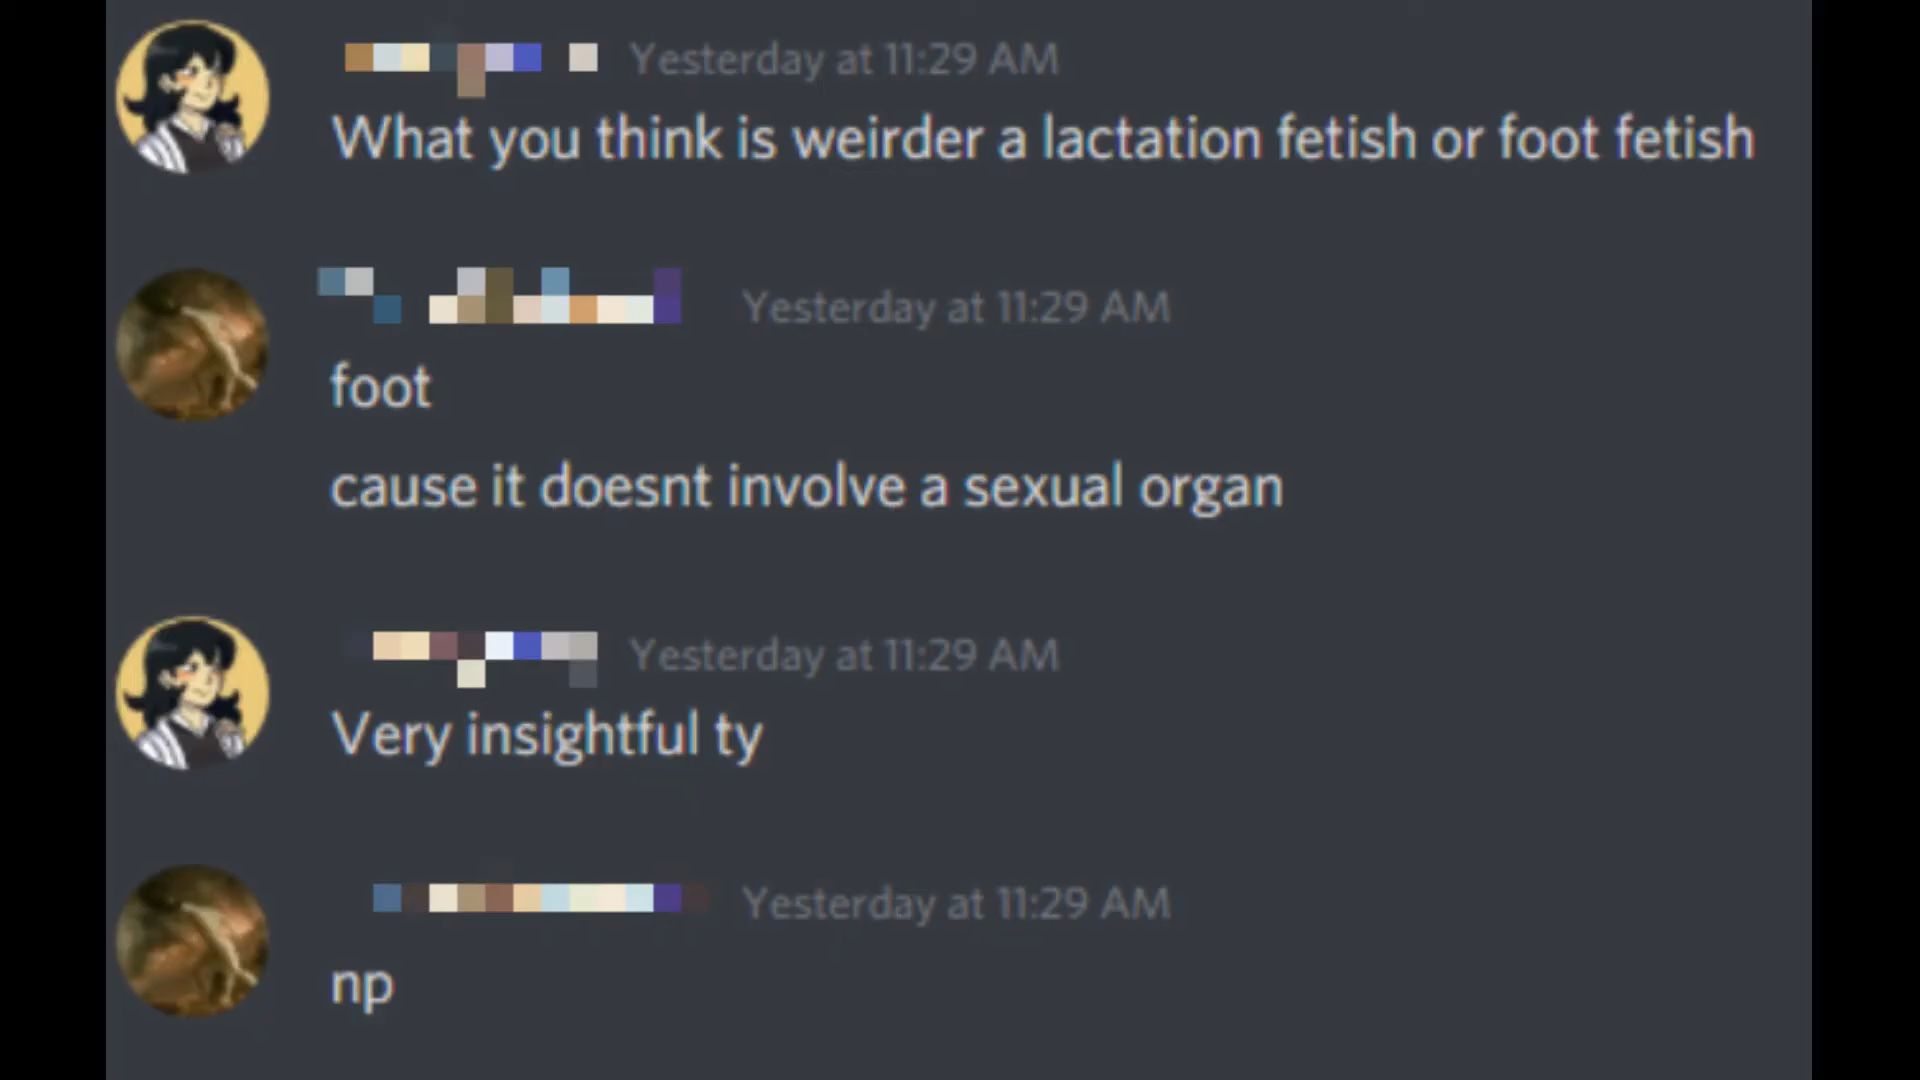 Yesterday at 11:29 AM
What you think is weirder a lactation fetish or foot fetish
Yesterday at 11:29 AM
foot
cause it doesnt involve a sexual organ
Yesterday at 11:29 AM
Very insightful ty
Yesterday at 11:29 AM
np